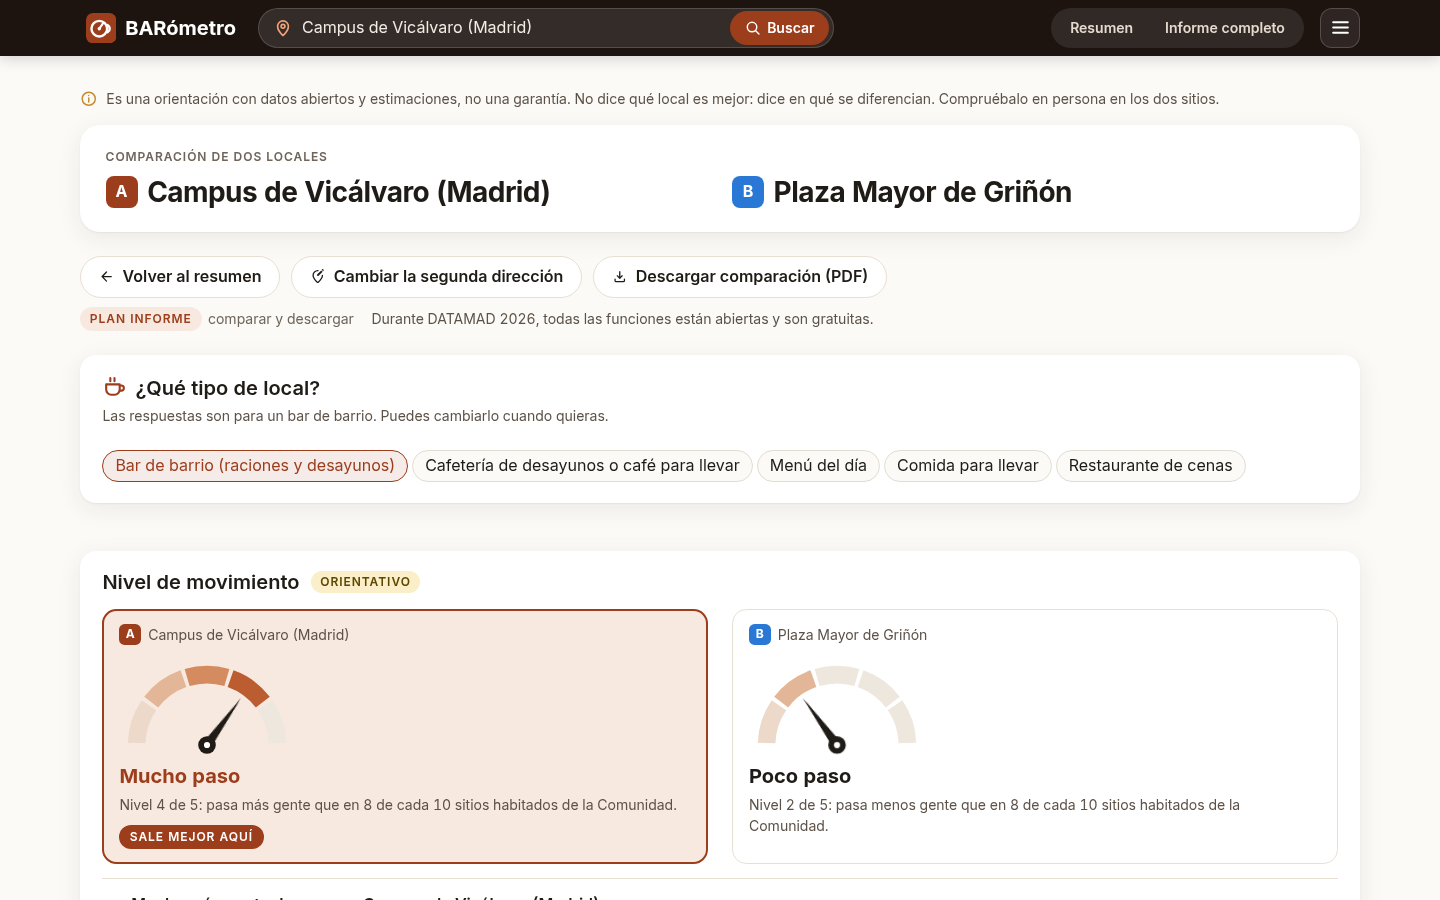 BARómetro
Campus de Vicálvaro (Madrid)
Buscar
Resumen
Informe completo
Es una orientación con datos abiertos y estimaciones, no una garantía. No dice qué local es mejor: dice en qué se diferencian. Compruébalo en persona en los dos sitios.
COMPARACIÓN DE DOS LOCALES
A Campus de Vicálvaro (Madrid)
B Plaza Mayor de Griñón
Volver al resumen
Cambiar la segunda dirección
Descargar comparación (PDF)
PLAN INFORME comparar y descargar Durante DATAMAD 2026, todas las funciones están abiertas y son gratuitas.
¿Qué tipo de local?
Las respuestas son para un bar de barrio. Puedes cambiarlo cuando quieras.
Bar de barrio (raciones y desayunos)
Cafetería de desayunos o café para llevar
Menú del día
Comida para llevar
Restaurante de cenas
Nivel de movimiento ORIENTATIVO
A Campus de Vicálvaro (Madrid)
Mucho paso
Nivel 4 de 5: pasa más gente que en 8 de cada 10 sitios habitados de la Comunidad.
SALE MEJOR AQUÍ
B Plaza Mayor de Griñón
Poco paso
Nivel 2 de 5: pasa menos gente que en 8 de cada 10 sitios habitados de la
Comunidad.